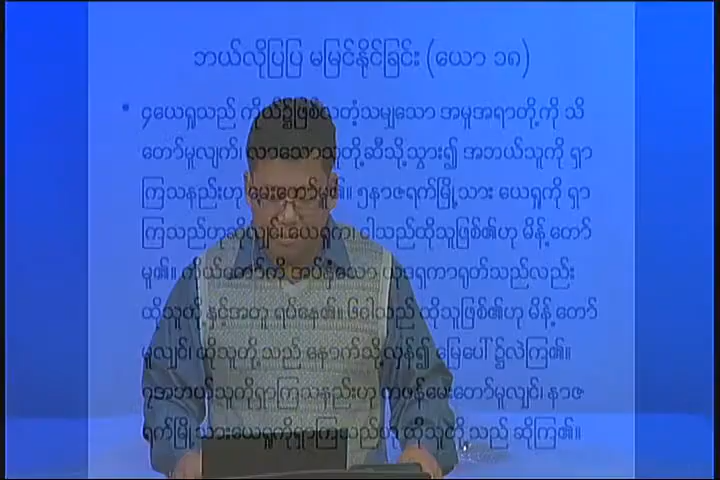 ဘယ်လိုပြပြ မမြင်နိုင်ခြင်း (ယော ၁၈)
• ၄ယေရှုသည် ကိုယ်၌ဖြစ်လတံ့သမျှသော အမှုအရာတို့ကို သိ
တော်မူလျက်၊ လာသောသူတို့ဆီသို့သွား၍ အဘယ်သူကို ရှာ
ကြသနည်းဟု မေးတော်မူ၏။ ၅နာဇရက်မြို့သား ယေရှုကို ရှာ
ကြသည်ဟုဆိုလျှင်၊ ယေရှုက၊ ငါသည်ထိုသူဖြစ်၏ဟု မိန့်တော်
မူ၏။ ကိုယ်တော်ကို အပ်နှံသော ယုဒရှကာရုတ်သည်လည်း
ထိုသူတို့ နှင့်အတူ ရပ်နေ၏။ ၆ငါသည် ထိုသူဖြစ်၏ဟု မိန့်တော်
မူလျှင်၊ ထိုသူတို့သည် နောက်သို့လှန်၍ မြေပေါ်၌လဲကြ၏။
၇အဘယ်သူကိုရှာကြသနည်းဟု တဖန်မေးတော်မူလျှင်၊ နာဇ
ရက်မြို့သားယေရှုကိုရှာကြသည်ဟု ထိုသူတို့ သည် ဆိုကြ၏။